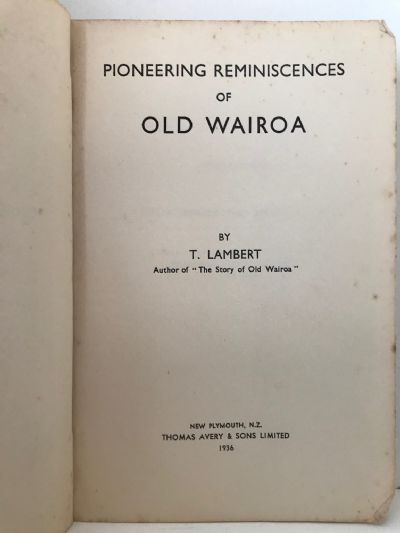 PIONEERING REMINISCENCES
OF
OLD WAIROA
BY
T. LAMBERT
Author of "The Story of Old Wairoa"
NEW PLYMOUTH, N.Z.
THOMAS AVERY & SONS LIMITED
1936